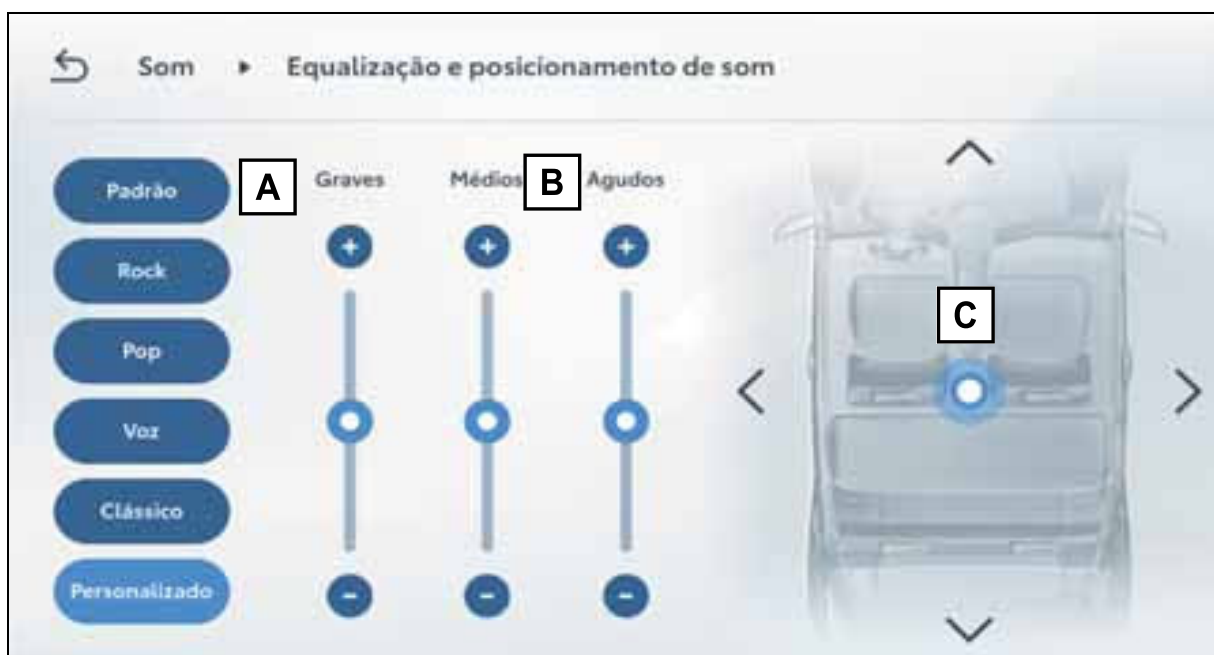 Som ▸ Equalização e posicionamento de som
Padrão
A
Graves
Médios
B
Agudos
+
+
+
Rock
Pop
Voz
Clássico
Personalizado
-
-
-
C